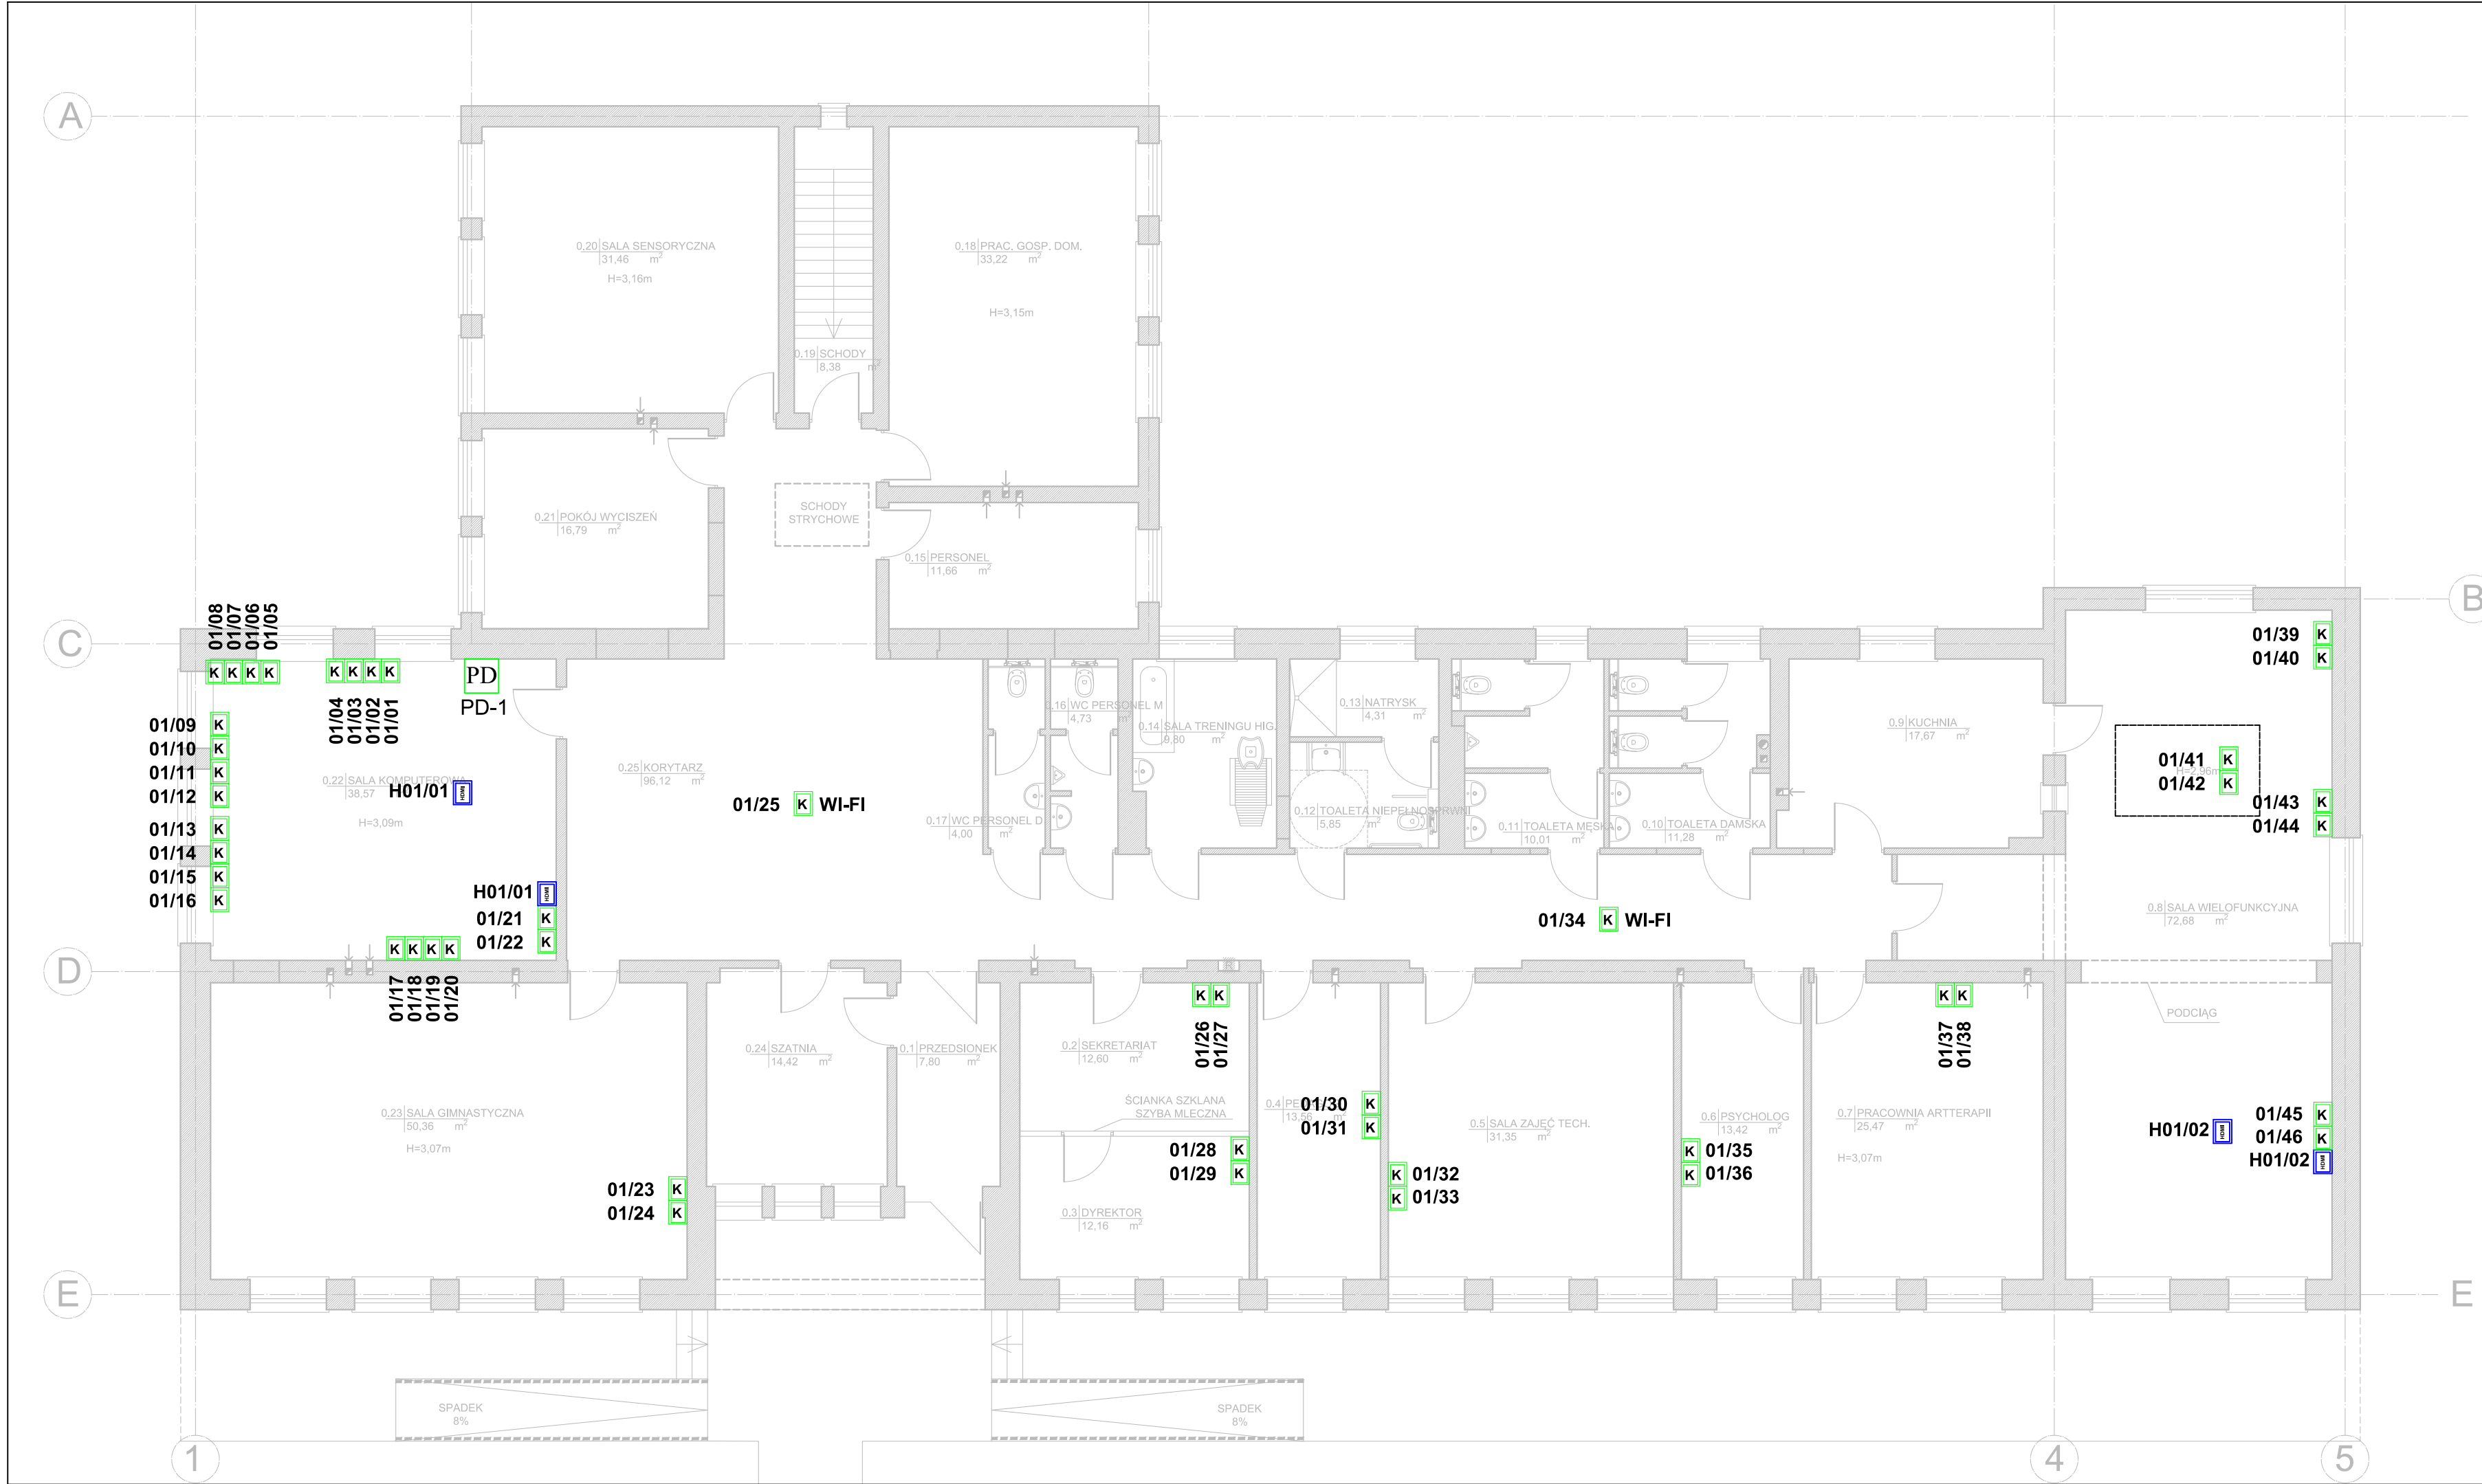 A
0.20 SALA SENSORYCZNA
31,46 m²
H=3,16m
0.18 PRAC. GOSP. DOM.
33,22 m²
H=3,15m
0.19 SCHODY
8,38 m²
SCHODY
STRYCHOWE
0.21 POKÓJ WYCISZEŃ
16,79 m²
0.15 PERSONEL
11,66 m²
B
C
01/08
01/07
01/06
01/05
K K K K
K K K K
01/04
01/03
01/02
01/01
PD
PD-1
01/09 K
01/10 K
01/11 K
01/12 K
01/13 K
01/14 K
01/15 K
01/16 K
0.22 SALA KOMPUTEROWA
38,57 m²
H=3,09m
H01/01 HDMI
H01/01 HDMI
01/21 K
01/22 K
K K K K
01/17
01/18
01/19
01/20
0.25 KORYTARZ
96,12 m²
01/25 K WI-FI
0.17 WC PERSONEL D
4,00 m²
0.16 WC PERSONEL M
4,73 m²
0.14 SALA TRENINGU HIG.
9,80 m²
0.13 NATRYSK
4,31 m²
0.12 TOALETA NIEPEŁNOSPRWNI
5,85 m²
0.11 TOALETA MĘSKA
10,01 m²
0.10 TOALETA DAMSKA
11,28 m²
0.9 KUCHNIA
17,67 m²
01/39 K
01/40 K
01/41 K
H=2,96m
01/42 K
01/43 K
01/44 K
01/34 K WI-FI
0.8 SALA WIELOFUNKCYJNA
72,68 m²
D
R
K K
01/26
01/27
K K
01/37
01/38
PODCIĄG
0.24 SZATNIA
14,42 m²
0.1 PRZEDSIONEK
7,80 m²
0.2 SEKRETARIAT
12,60 m²
ŚCIANKA SZKLANA
SZYBA MLECZNA
0.23 SALA GIMNASTYCZNA
50,36 m²
H=3,07m
01/23 K
01/24 K
01/28 K
01/29 K
0.3 DYREKTOR
12,16 m²
0.4
13,56 m²
01/30 K
01/31 K
K 01/32
K 01/33
0.5 SALA ZAJĘĆ TECH.
31,35 m²
0.6 PSYCHOLOG
13,42 m²
K 01/35
K 01/36
0.7 PRACOWNIA ARTTERAPII
25,47 m²
H=3,07m
01/45 K
H01/02 HDMI
01/46 K
H01/02 HDMI
E
E
SPADEK
8%
SPADEK
8%
1
4
5